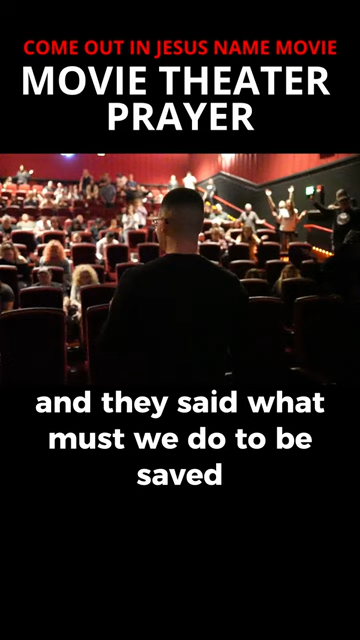 COME OUT IN JESUS NAME MOVIE
MOVIE THEATER
PRAYER
and they said what
must we do to be
saved